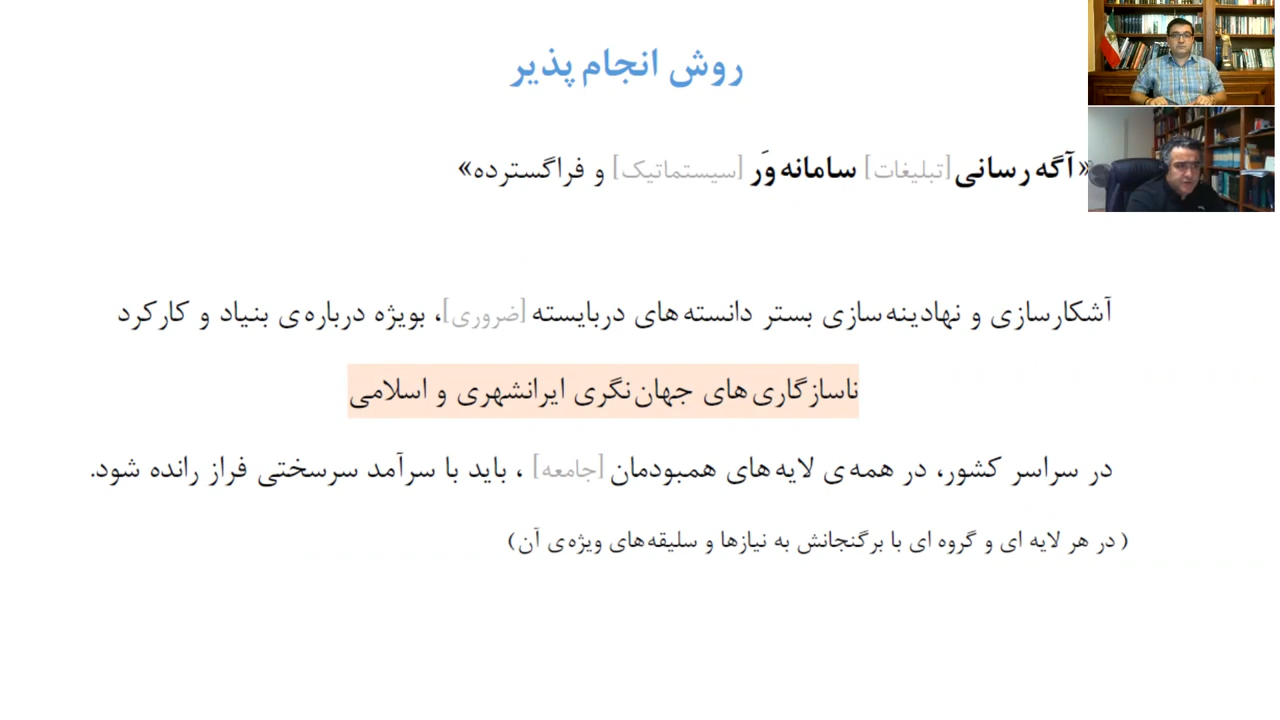 روش انجام پذیر
«آگه رسانی [تبلیغات] سامانه وَر [سیستماتیک] و فراگسترده»
آشکارسازی و نهادینه سازی بستر دانسته های دربایسته [ضروری]، بویژه درباره ی بنیاد و کارکرد
ناسازگاری های جهان نگری ایرانشهری و اسلامی
در سراسر کشور، در همه ی لایه های همبودمان [جامعه] ، باید با سرآمد سرسختی فراز رانده شود.
( در هر لایه ای و گروه ای با برگنجانش به نیازها و سلیقه های ویژه ی آن)